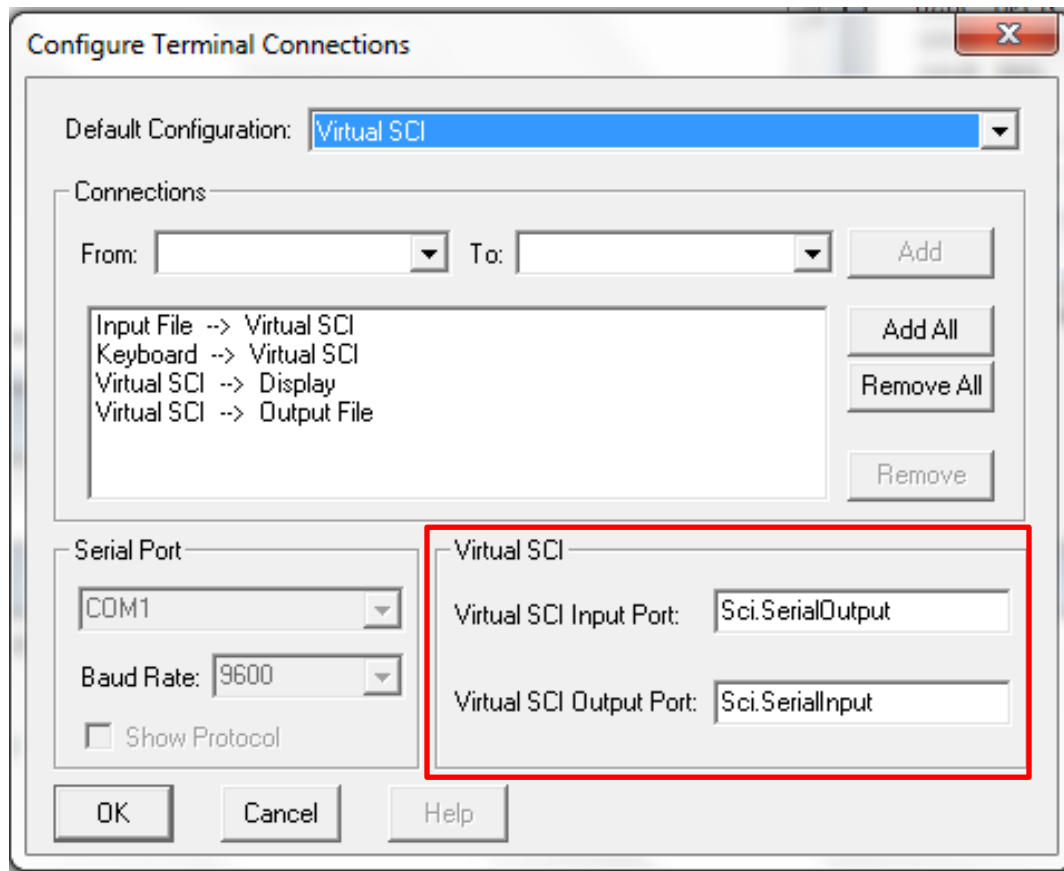 Configure Terminal Connections
Default Configuration: Virtual SCI
Connections
From: To: Add
Input File --> Virtual SCI
Keyboard --> Virtual SCI
Virtual SCI --> Display
Virtual SCI --> Output File
Add All
Remove All
Remove
Serial Port
COM1
Baud Rate: 9600
Show Protocol
Virtual SCI
Virtual SCI Input Port: Sci.SerialOutput
Virtual SCI Output Port: Sci.SerialInput
OK Cancel Help